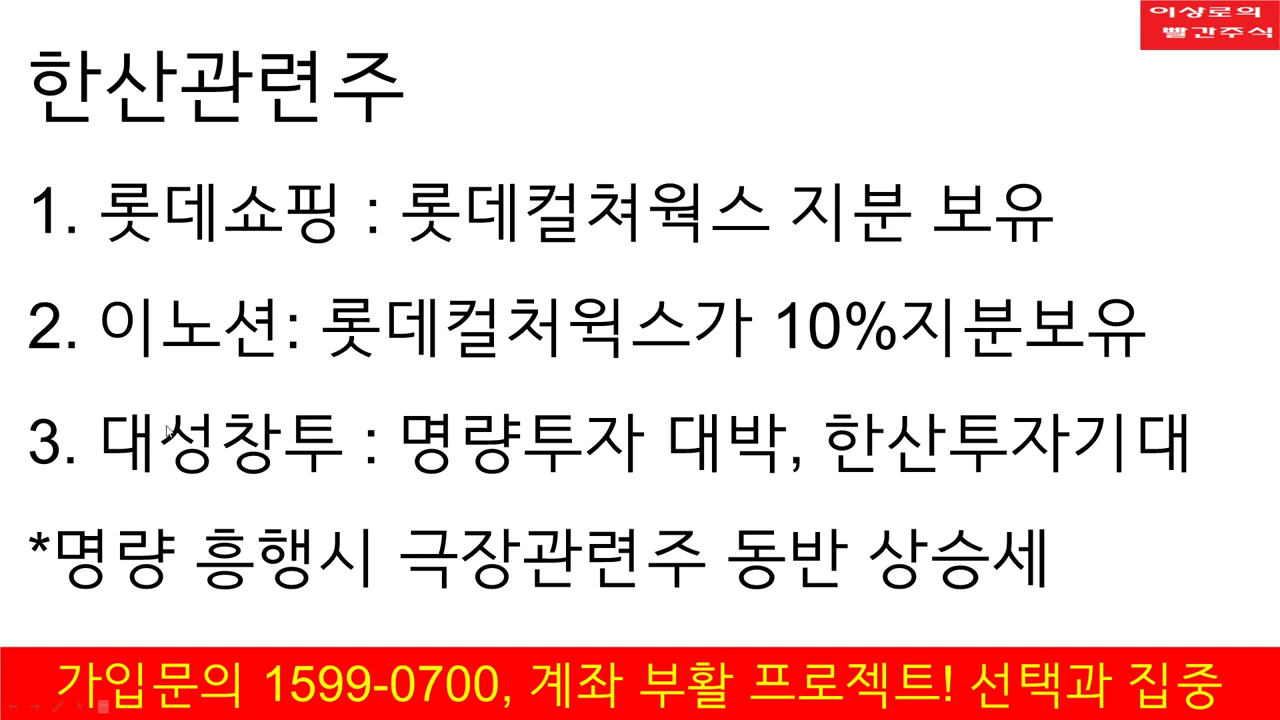 이상로의
빨간주식
한산관련주
1. 롯데쇼핑 : 롯데컬쳐웍스 지분 보유
2. 이노션: 롯데컬처웍스가 10%지분보유
3. 대성창투 : 명량투자 대박, 한산투자기대
*명량 흥행시 극장관련주 동반 상승세
가입문의 1599-0700, 계좌 부활 프로젝트! 선택과 집중